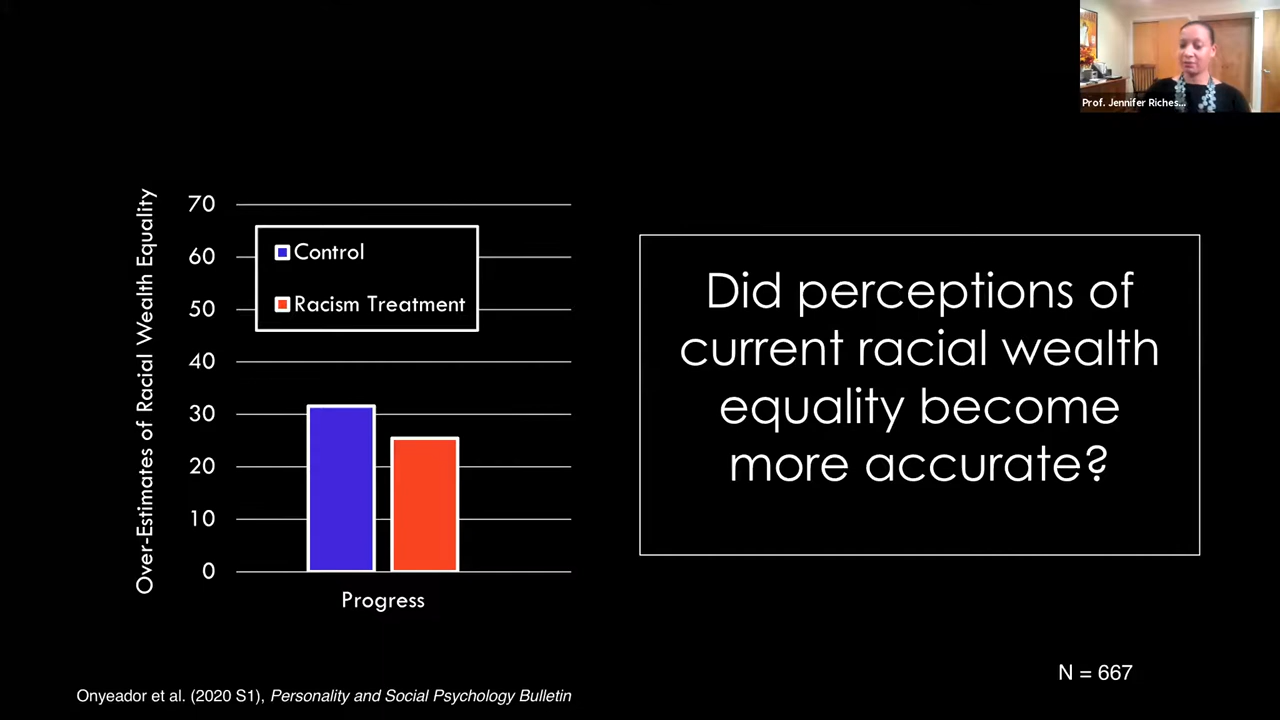 Prof. Jennifer Riches...
Over-Estimates of Racial Wealth Equality
70
60
50
40
30
20
10
0
Control
Racism Treatment
Progress
Did perceptions of
current racial wealth
equality become
more accurate?
N = 667
Onyeador et al. (2020 S1), Personality and Social Psychology Bulletin